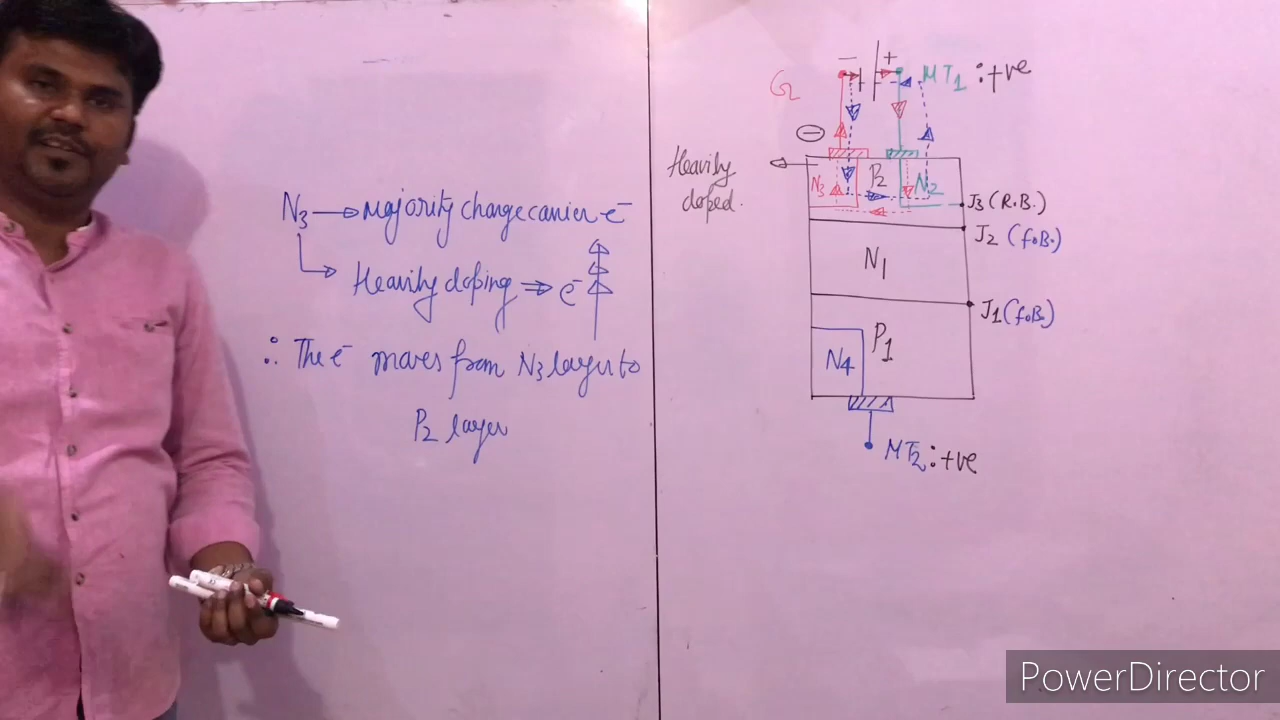 N3 → Majority charge carrier e⁻
↳ Heavily doping ⇒ e⁻ ↑
∴ The e⁻ moves from N3 layer to
P2 layer
− +
G2 MT1 : +ve
⊖
Heavily
doped.
N3 P2 N2
J3 (R.B.)
J2 (f.B.)
N1
J1 (f.B.)
P1
N4
MT2 : +ve
PowerDirector